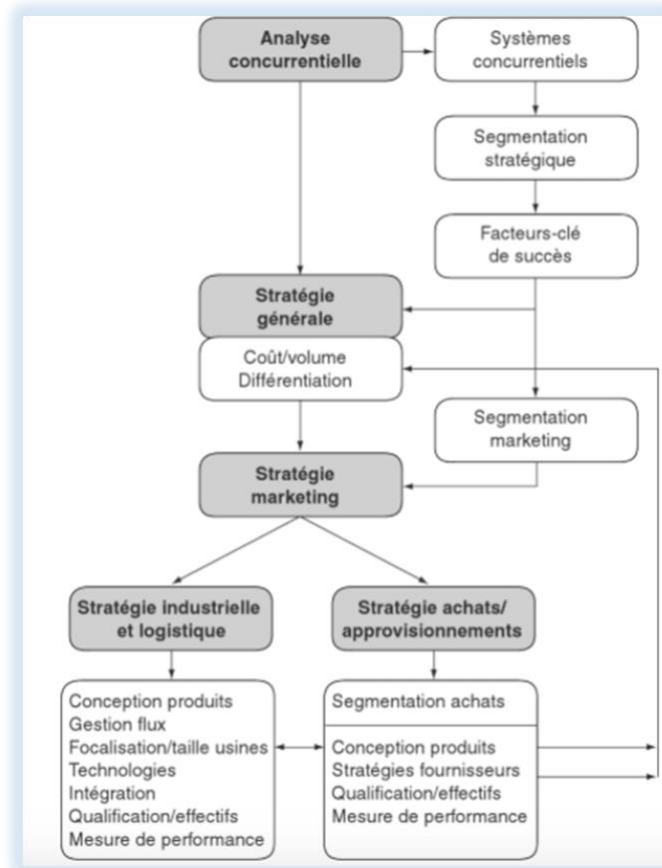 Analyse
concurrentielle
Systèmes
concurrentiels
Segmentation
stratégique
Facteurs-clé
de succès
Stratégie
générale
Coût/volume
Différentiation
Segmentation
marketing
Stratégie
marketing
Stratégie industrielle
et logistique
Stratégie achats/
approvisionnements
Conception produits
Gestion flux
Focalisation/taille usines
Technologies
Intégration
Qualification/effectifs
Mesure de performance
Segmentation achats
Conception produits
Stratégies fournisseurs
Qualification/effectifs
Mesure de performance